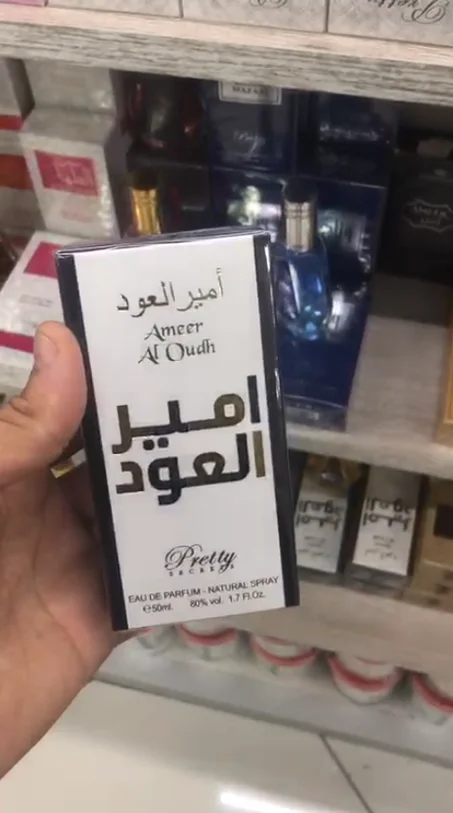 أمير العود
Ameer
Al Oudh
امير
العود
Pretty
SECRETS
EAU DE PARFUM - NATURAL SPRAY
℮50ml. 80% vol. 1.7 Fl.Oz.